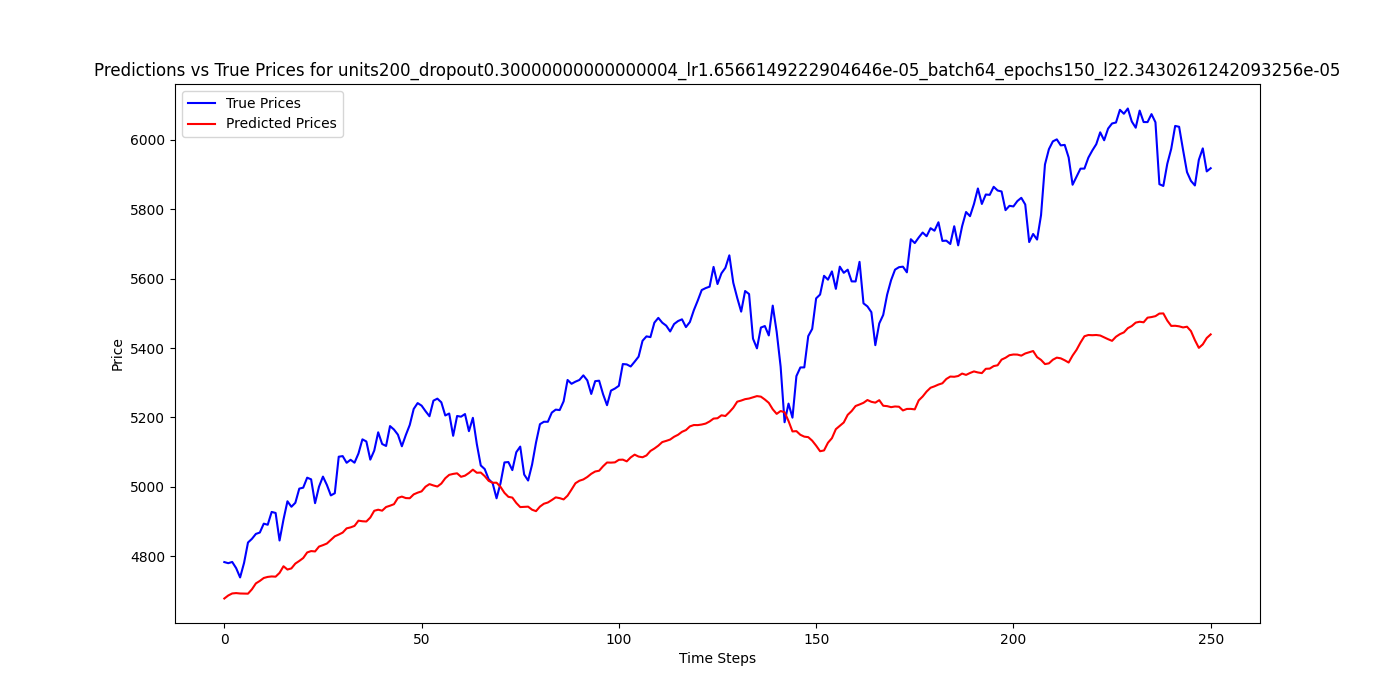 Predictions vs True Prices for units200_dropout0.30000000000000004_lr1.6566149222904646e-05_batch64_epochs150_l22.3430261242093256e-05
True Prices
Predicted Prices
6000
5800
5600
5400
5200
5000
4800
Price
0 50 100 150 200 250
Time Steps